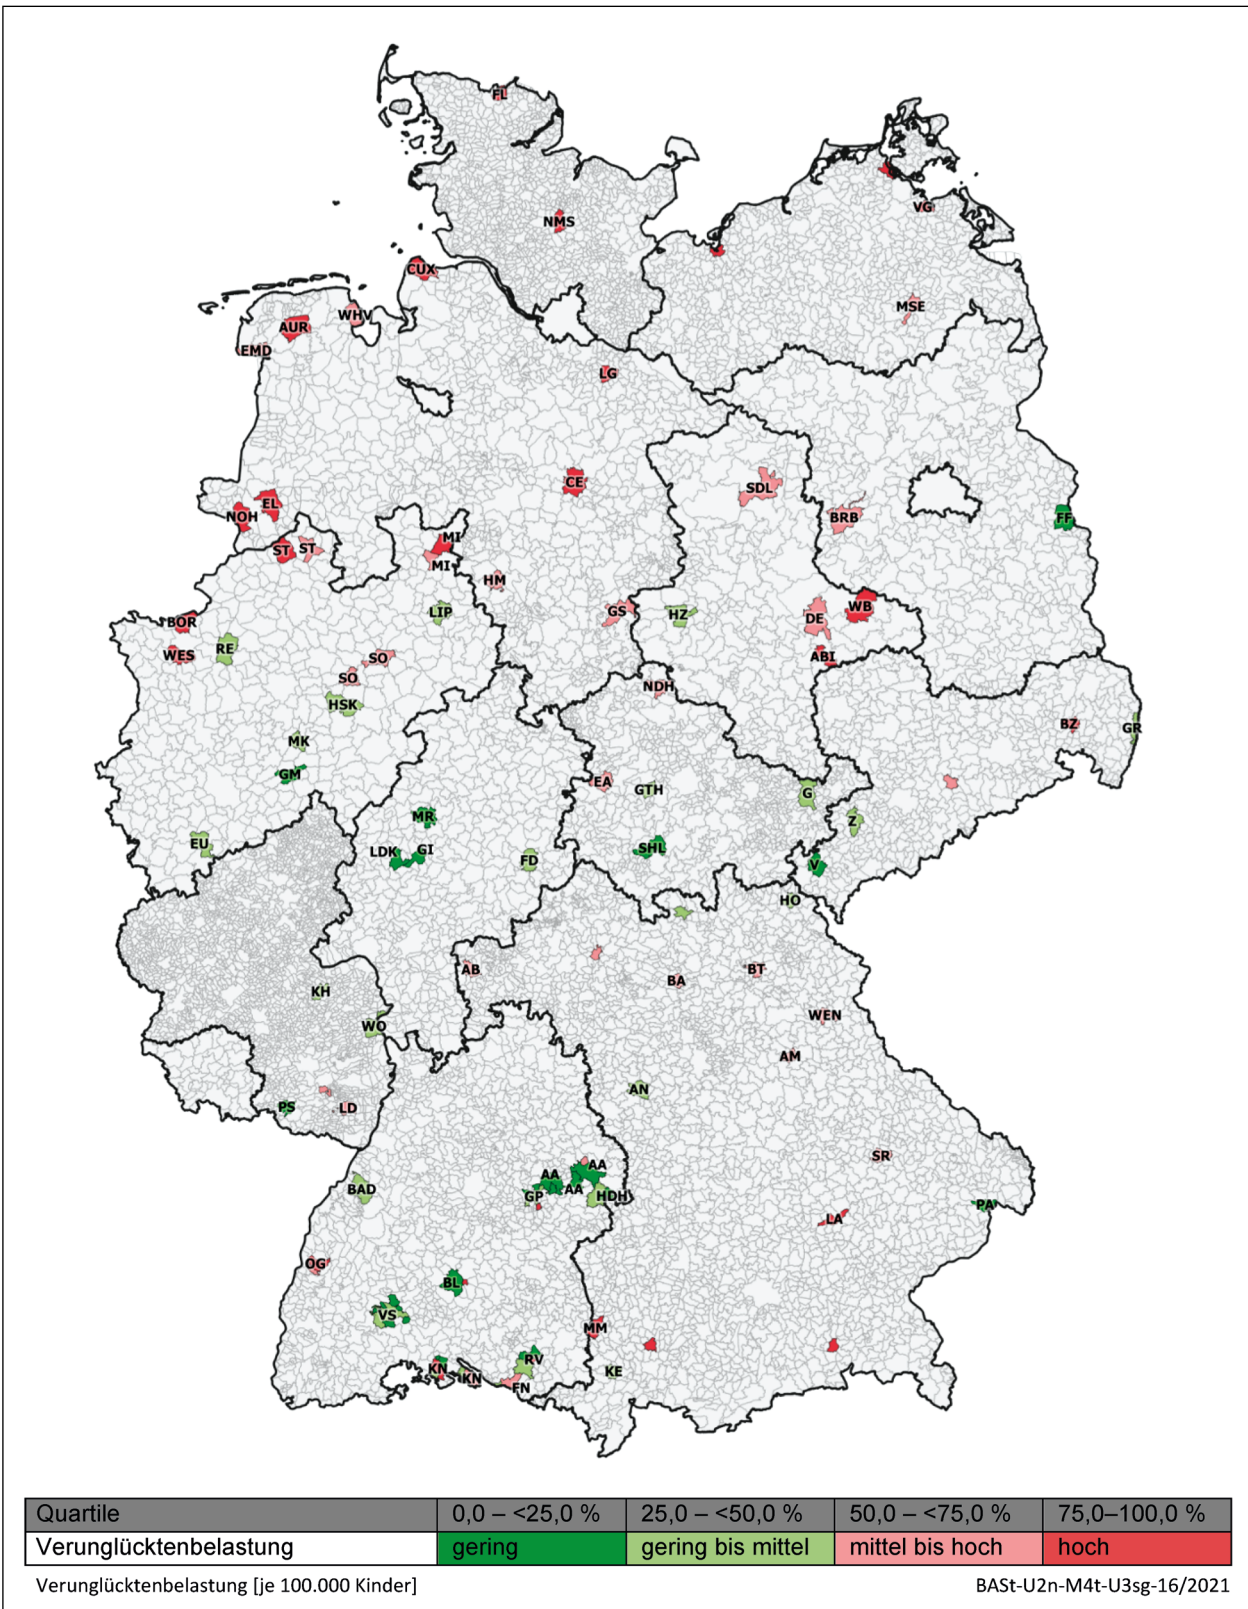 FL
NMS
VG
CUX
MSE
WHV
AUR
EMD
LG
CE
SDL
EL
NOH
BRB
FF
MI
ST
ST
MI
HM
LIP
GS
HZ
DE
WB
BOR
RE
WES
SO
ABI
SO
NDH
HSK
BZ
GR
MK
GM
EA
GTH
G
MR
Z
EU
LDK
GI
FD
SHL
V
HO
AB
BA
BT
KH
WO
WEN
AM
AN
PS
LD
SR
AA
AA
BAD
GP
AA
HDH
PA
LA
OG
BL
VS
MM
RV
KN
KN
FN
KE
Quartile 0,0 – <25,0 % 25,0 – <50,0 % 50,0 – <75,0 % 75,0–100,0 %
Verunglücktenbelastung gering gering bis mittel mittel bis hoch hoch
Verunglücktenbelastung [je 100.000 Kinder] BASt-U2n-M4t-U3sg-16/2021